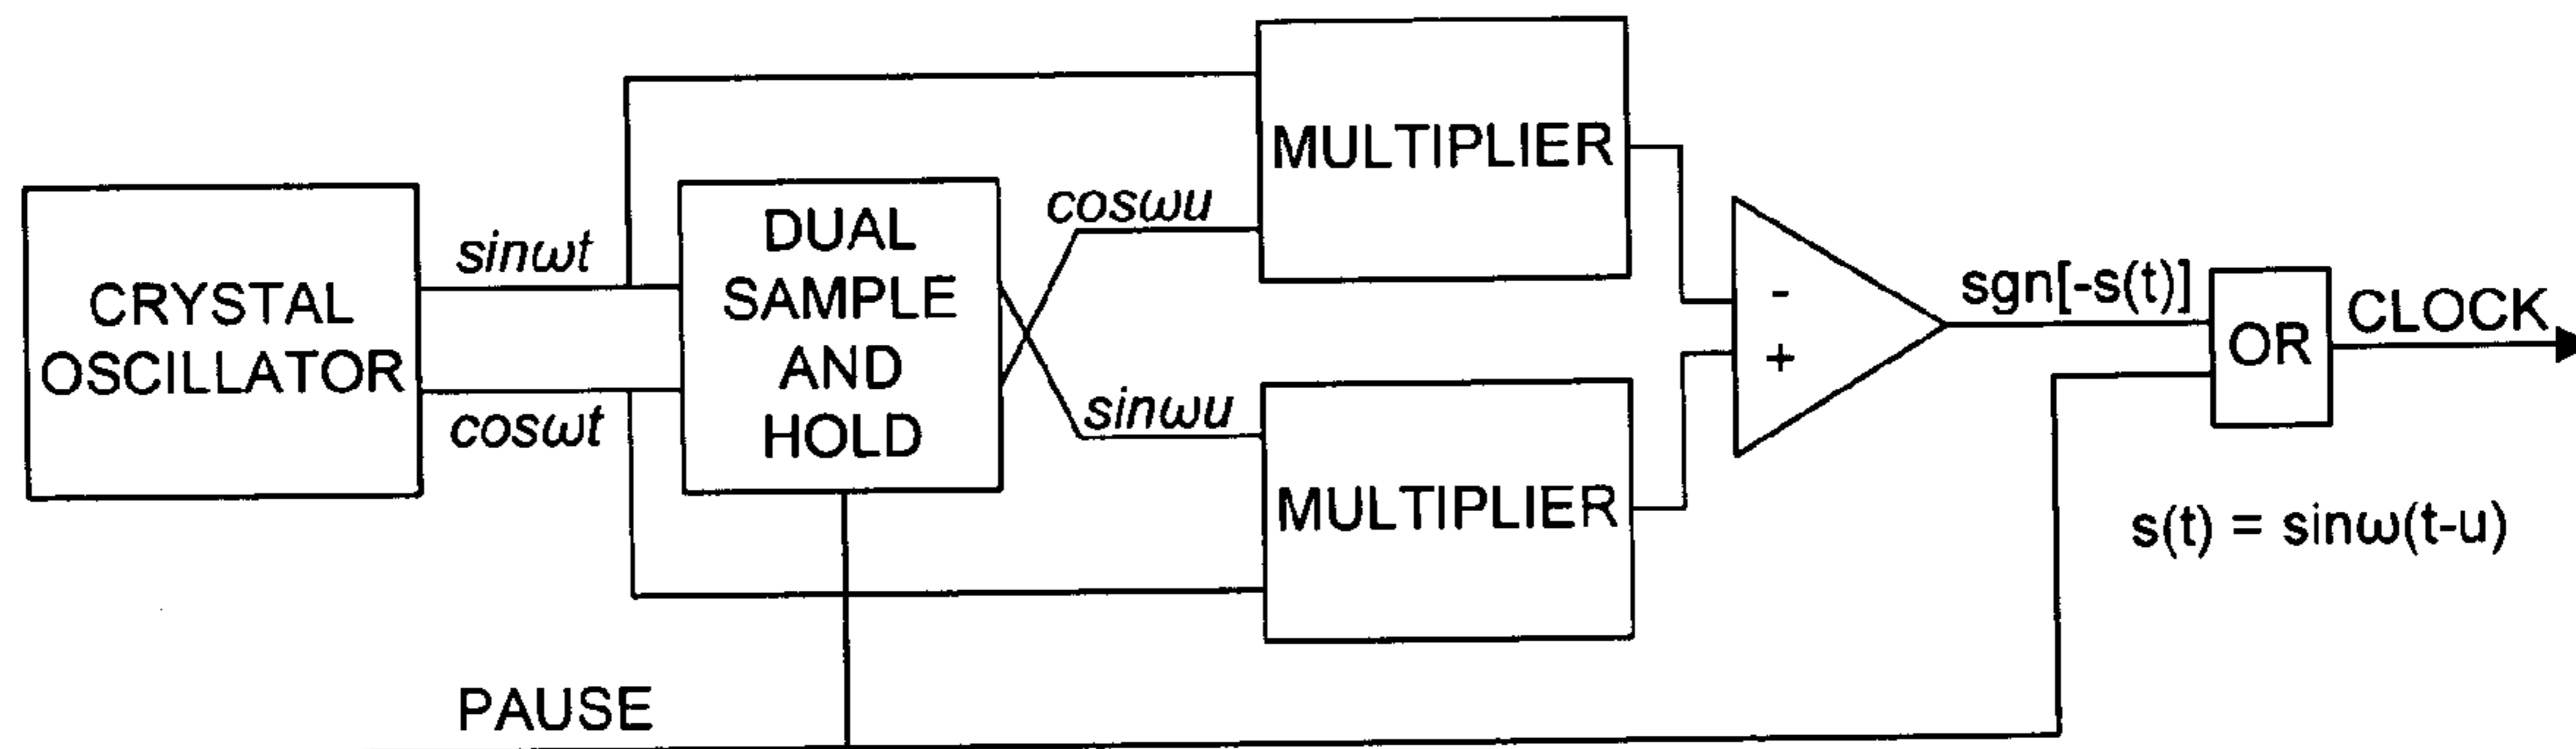 CRYSTAL
OSCILLATOR
sinωt
cosωt
DUAL
SAMPLE
AND
HOLD
cosωu
sinωu
MULTIPLIER
MULTIPLIER
-
+
sgn[-s(t)]
OR
CLOCK
s(t) = sinω(t-u)
PAUSE